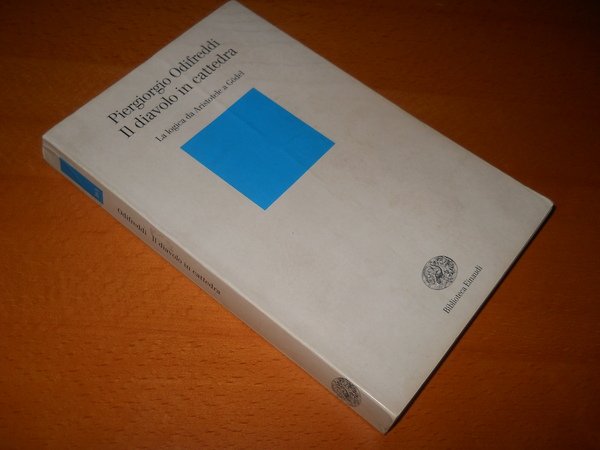 Piergiorgio Odifreddi
Il diavolo in cattedra
La logica da Aristotele a Gödel
Biblioteca Einaudi
Odifreddi Il diavolo in cattedra